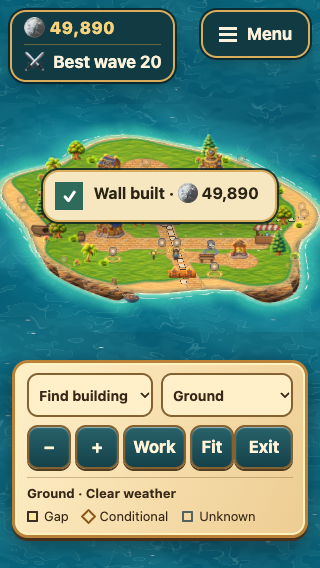 49,890
Best wave 20
Menu
Wall built · 49,890
Find building
Ground
− + Work Fit Exit
Ground · Clear weather
Gap Conditional Unknown